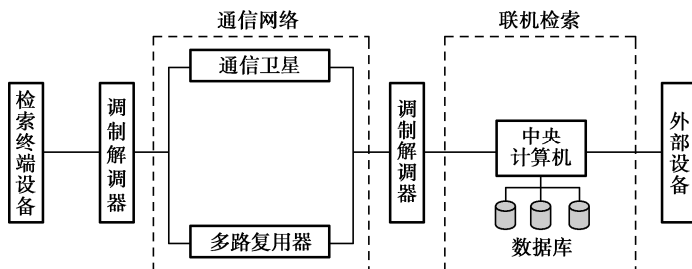 通信网络
联机检索
检索终端设备
调制解调器
通信卫星
多路复用器
调制解调器
中央
计算机
数据库
外部设备